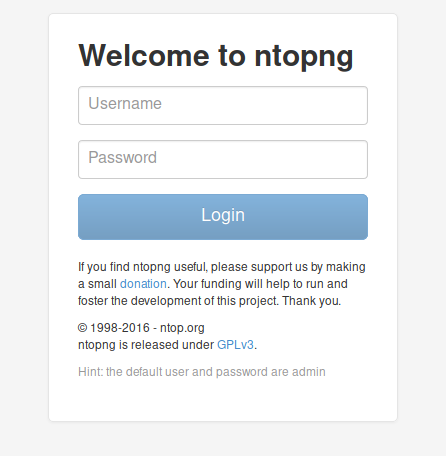 Welcome to ntopng
Username
Password
Login
If you find ntopng useful, please support us by making
a small donation. Your funding will help to run and
foster the development of this project. Thank you.
© 1998-2016 - ntop.org
ntopng is released under GPLv3.
Hint: the default user and password are admin